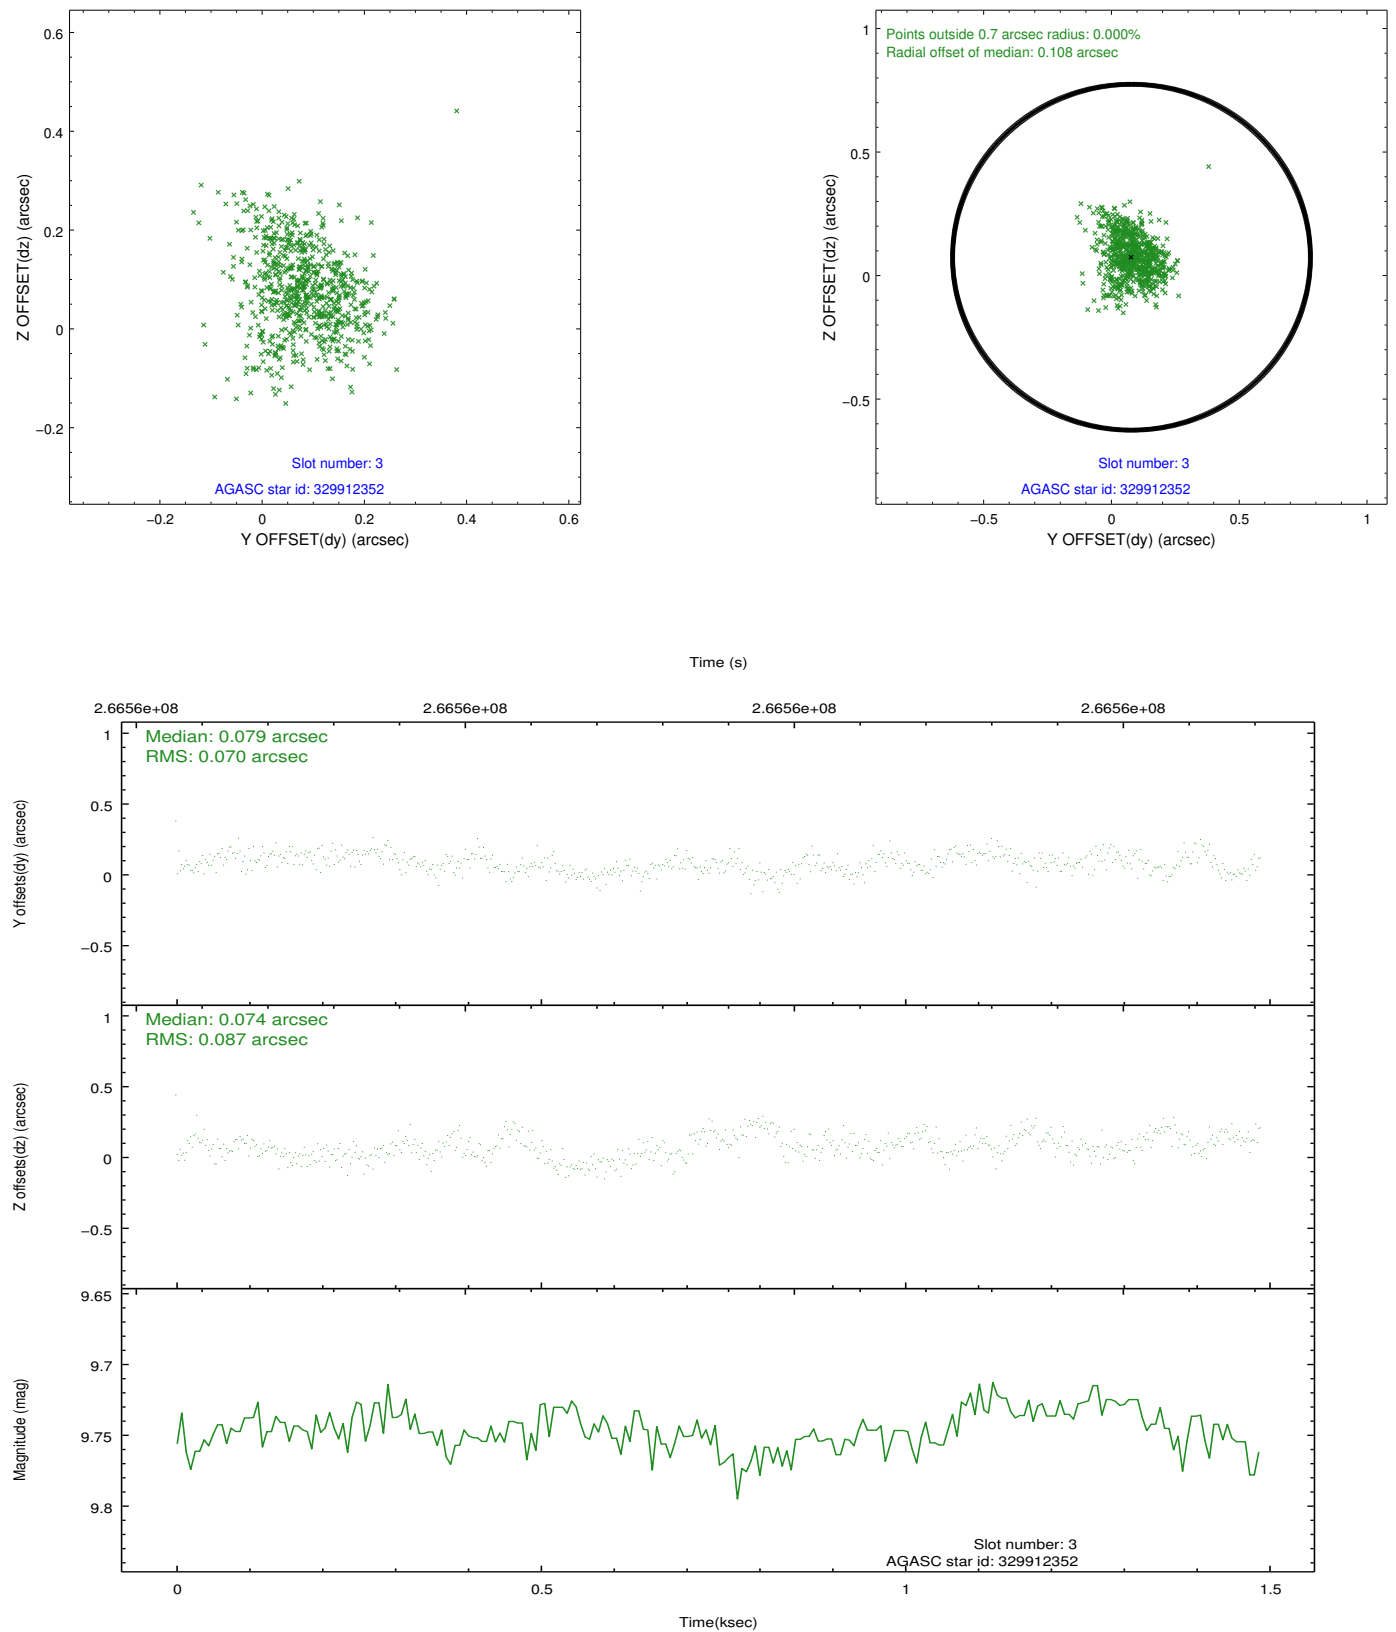 0.6
0.4
0.2
0
−0.2
Z OFFSET(dz) (arcsec)
Slot number: 3
AGASC star id: 329912352
−0.2 0 0.2 0.4 0.6
Y OFFSET(dy) (arcsec)
Points outside 0.7 arcsec radius: 0.000%
Radial offset of median: 0.108 arcsec
1
0.5
0
−0.5
Z OFFSET(dz) (arcsec)
Slot number: 3
AGASC star id: 329912352
−0.5 0 0.5 1
Y OFFSET(dy) (arcsec)
Time (s)
2.6656e+08 2.6656e+08 2.6656e+08 2.6656e+08
Median: 0.079 arcsec
RMS: 0.070 arcsec
1
0.5
0
−0.5
Y offsets(dy) (arcsec)
Median: 0.074 arcsec
RMS: 0.087 arcsec
1
0.5
0
−0.5
Z offsets(dz) (arcsec)
9.65
9.7
9.75
9.8
Magnitude (mag)
Slot number: 3
AGASC star id: 329912352
0 0.5 1 1.5
Time(ksec)